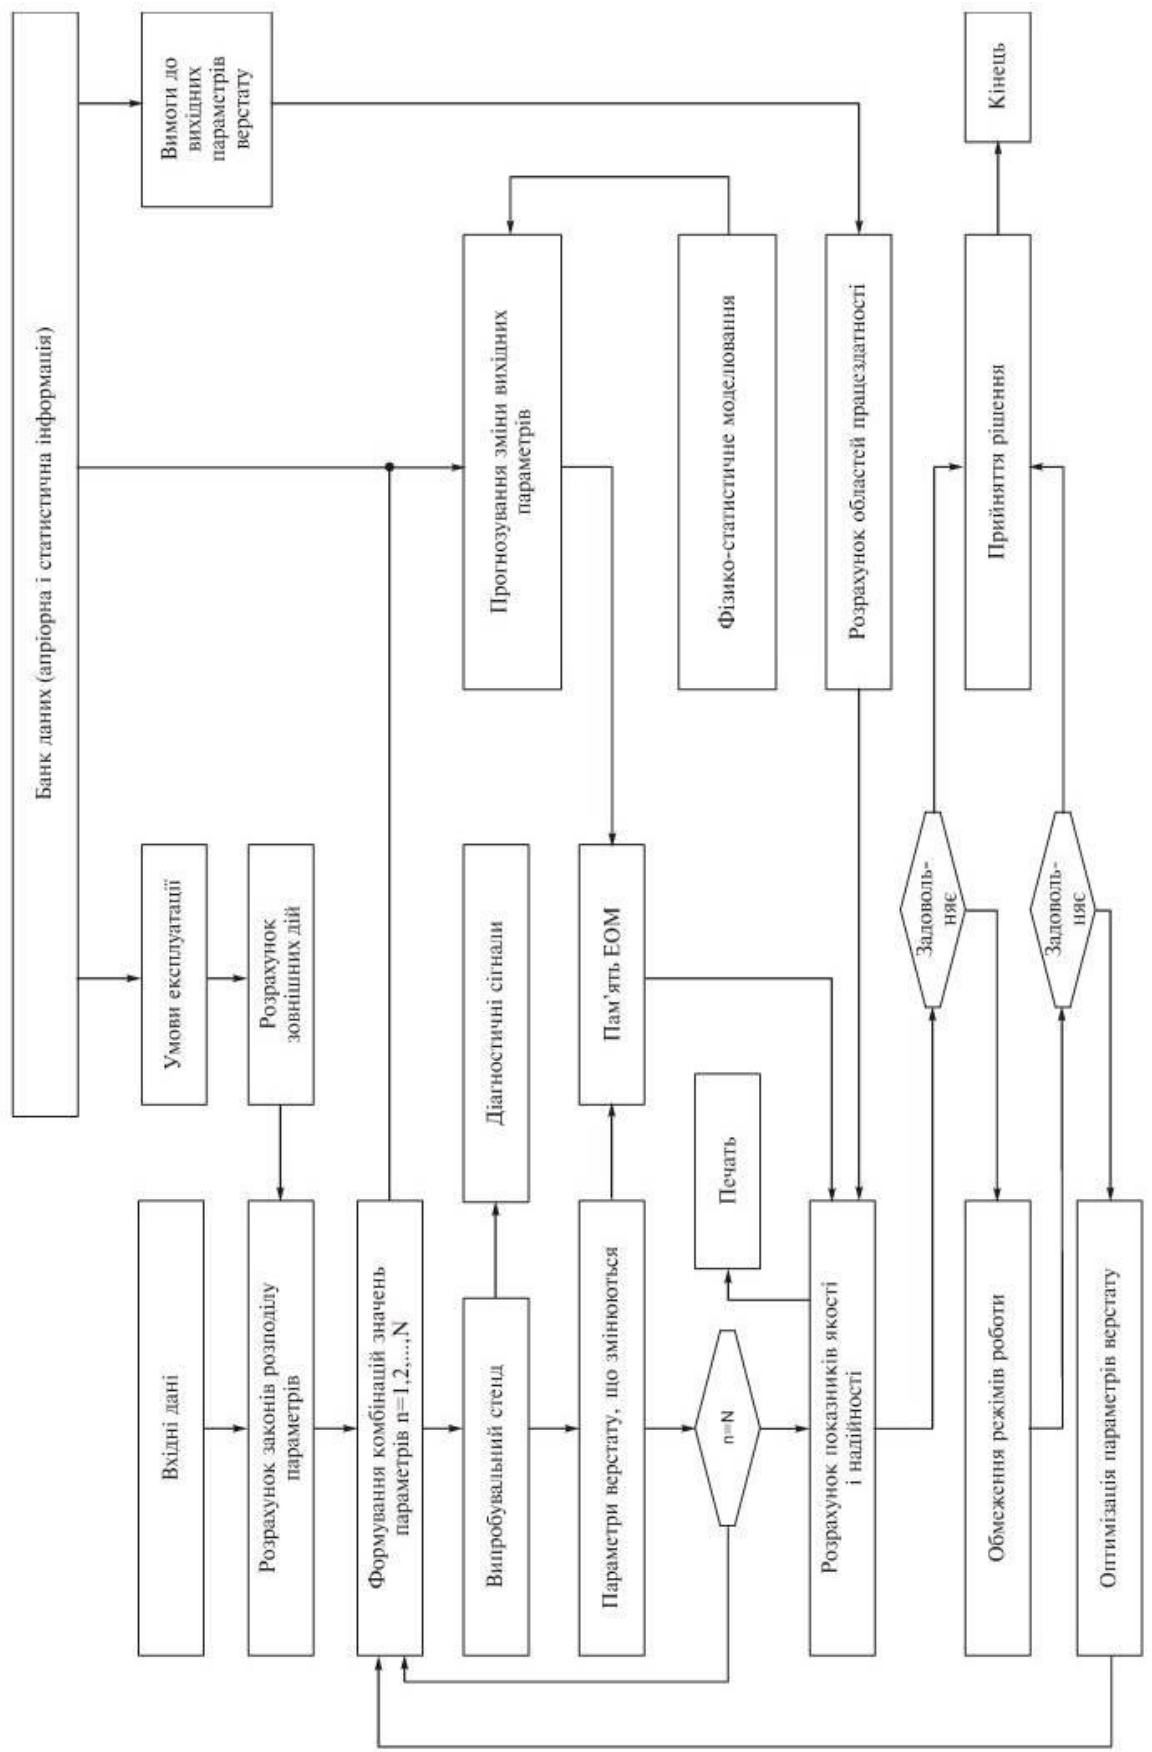 Банк даних (апріорна і статистична інформація)
Вхідні дані
Умови експлуатації
Вимоги до
вихідних
параметрів
верстату
Розрахунок законів розподілу
параметрів
Розрахунок
зовнішних дій
Формування комбінацій значень
параметрів n=1,2,...,N
Випробувальний стенд
Діагностичні сігнали
Прогнозування зміни вихідних
параметрів
Параметри верстату, що змінюються
Пам’ять ЕОМ
n=N
Печать
Фізико-статистичне моделювання
Розрахунок показників якості
і надійності
Розрахунок областей працездатності
Задоволь-
няє
Обмеження режімів роботи
Прийняття рішення
Кінець
Задоволь-
няє
Оптимізація параметрів верстату